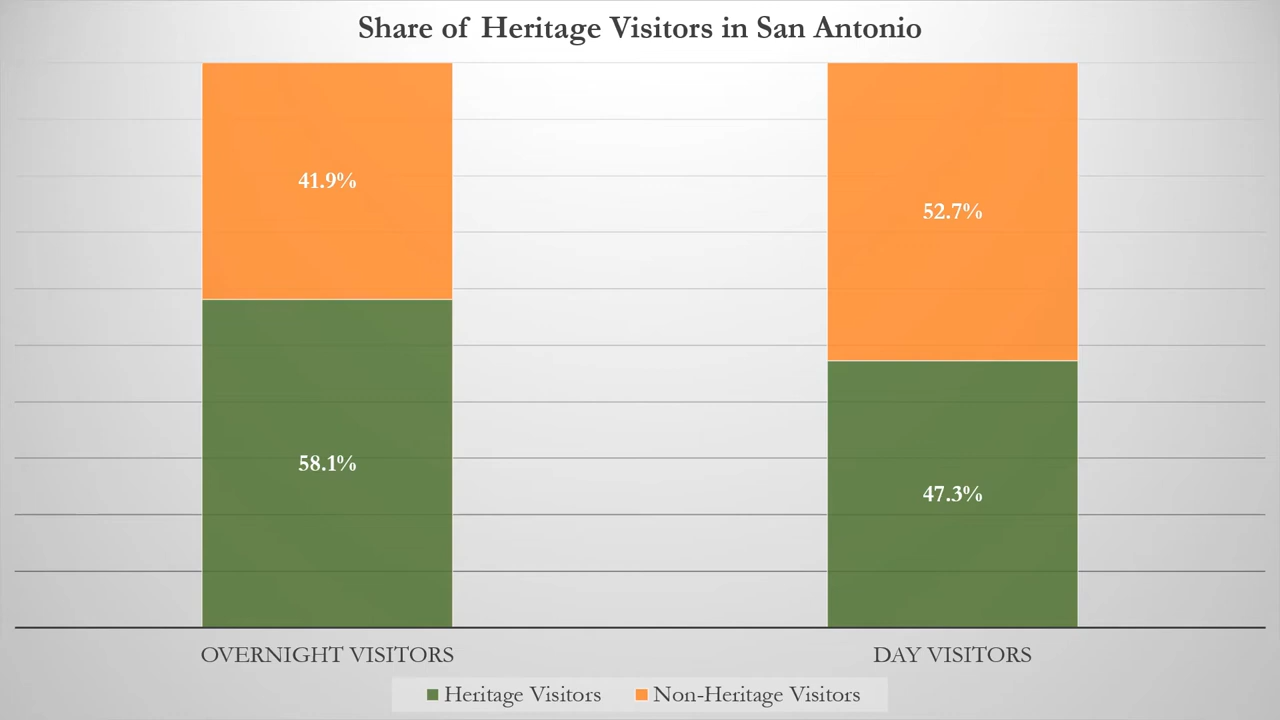 Share of Heritage Visitors in San Antonio
41.9%
52.7%
58.1%
47.3%
OVERNIGHT VISITORS
DAY VISITORS
Heritage Visitors
Non-Heritage Visitors